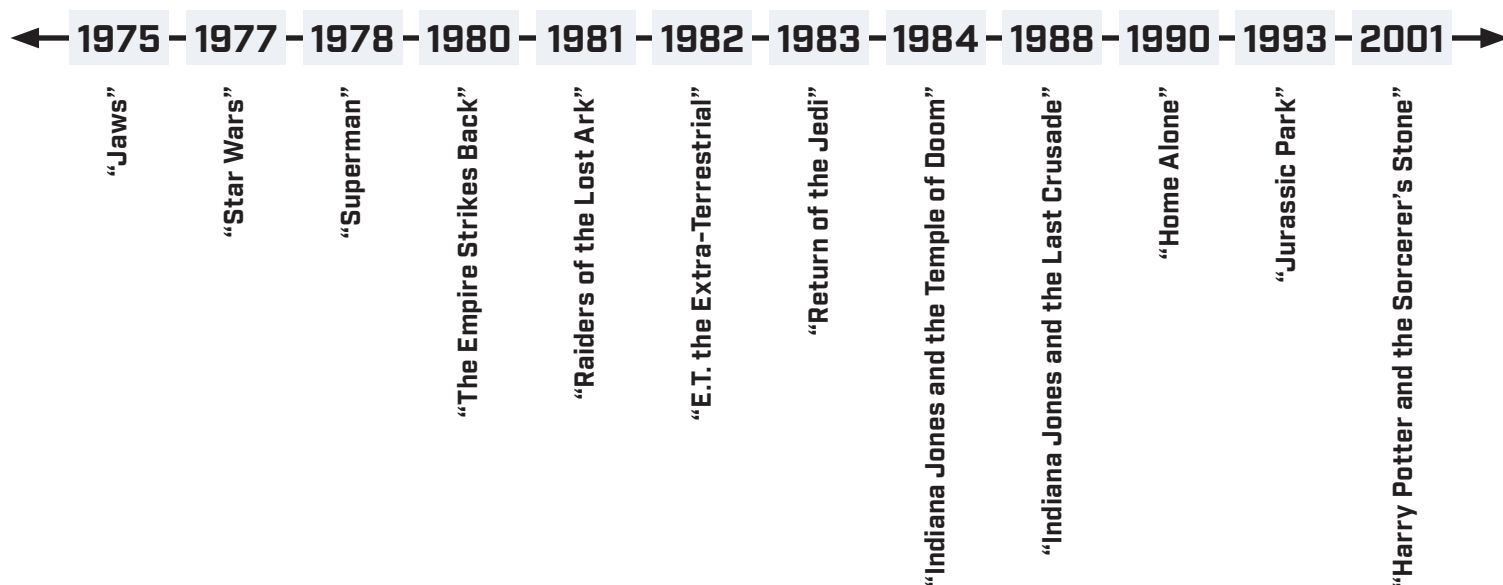 1975 1977 1978 1980 1981 1982 1983 1984 1988 1990 1993 2001
“Jaws”
“Star Wars”
“Superman”
“The Empire Strikes Back”
“Raiders of the Lost Ark”
“E.T. the Extra-Terrestrial”
“Return of the Jedi”
“Indiana Jones and the Temple of Doom”
“Indiana Jones and the Last Crusade”
“Home Alone”
“Jurassic Park”
“Harry Potter and the Sorcerer’s Stone”